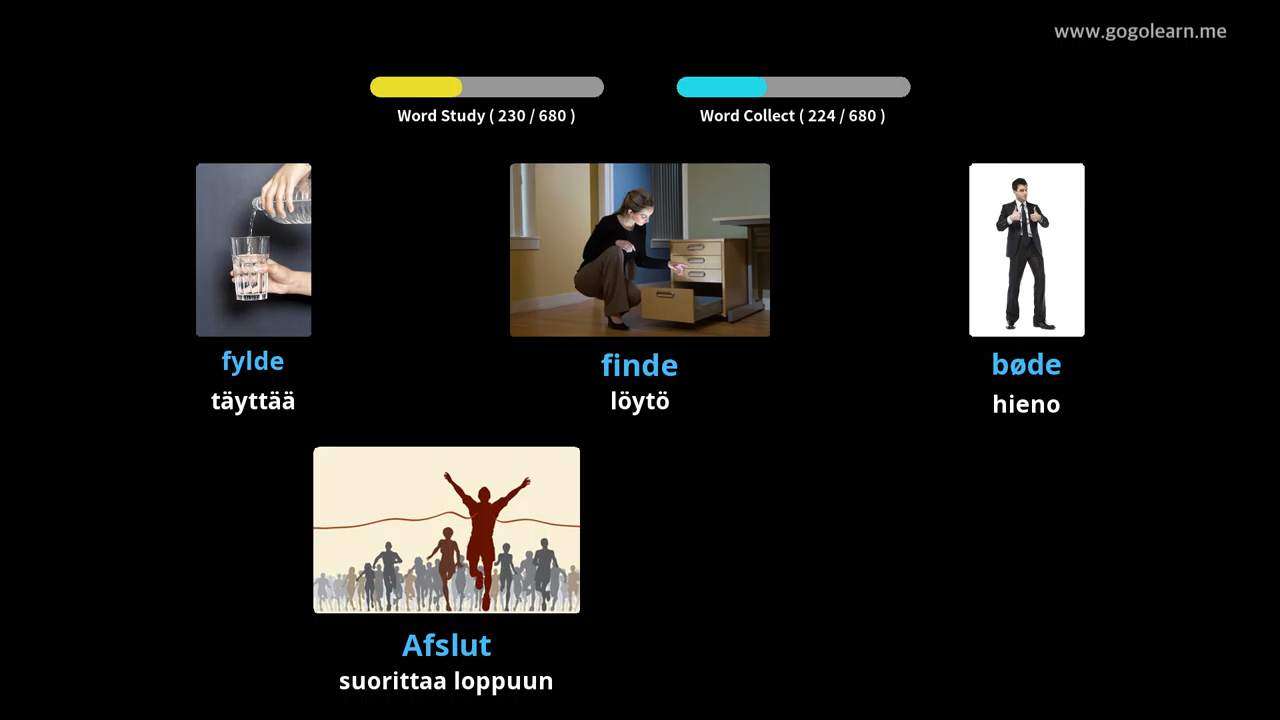 www.gogolearn.me
Word Study ( 230 / 680 )
Word Collect ( 224 / 680 )
fylde
täyttää
finde
löytö
bøde
hieno
Afslut
suorittaa loppuun